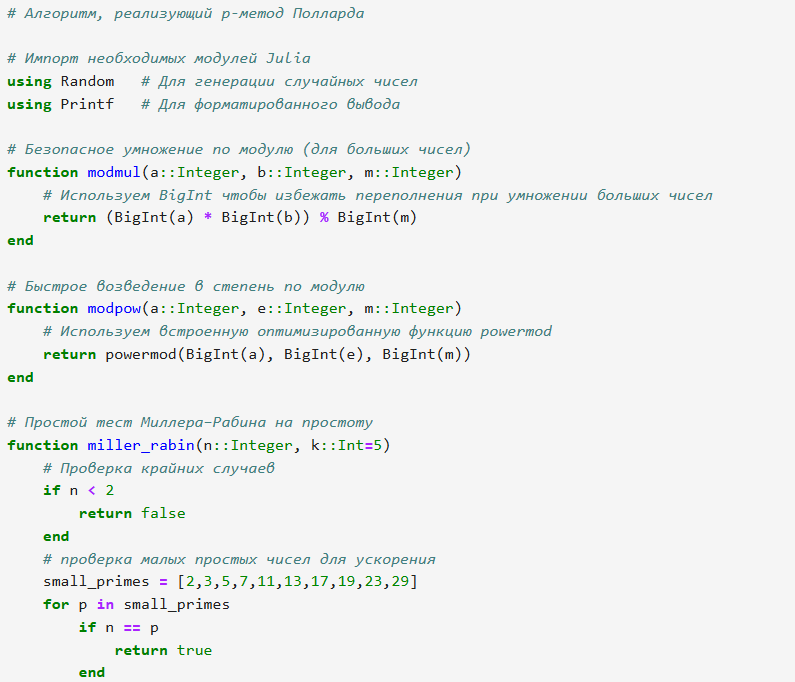 # Алгоритм, реализующий p-метод Полларда
# Импорт необходимых модулей Julia
using Random   # Для генерации случайных чисел
using Printf   # Для форматированного вывода
# Безопасное умножение по модулю (для больших чисел)
function modmul(a::Integer, b::Integer, m::Integer)
    # Используем BigInt чтобы избежать переполнения при умножении больших чисел
    return (BigInt(a) * BigInt(b)) % BigInt(m)
end
# Быстрое возведение в степень по модулю
function modpow(a::Integer, e::Integer, m::Integer)
    # Используем встроенную оптимизированную функцию powermod
    return powermod(BigInt(a), BigInt(e), BigInt(m))
end
# Простой тест Миллера-Рабина на простоту
function miller_rabin(n::Integer, k::Int=5)
    # Проверка крайних случаев
    if n < 2
        return false
    end
    # проверка малых простых чисел для ускорения
    small_primes = [2,3,5,7,11,13,17,19,23,29]
    for p in small_primes
        if n == p
            return true
        end